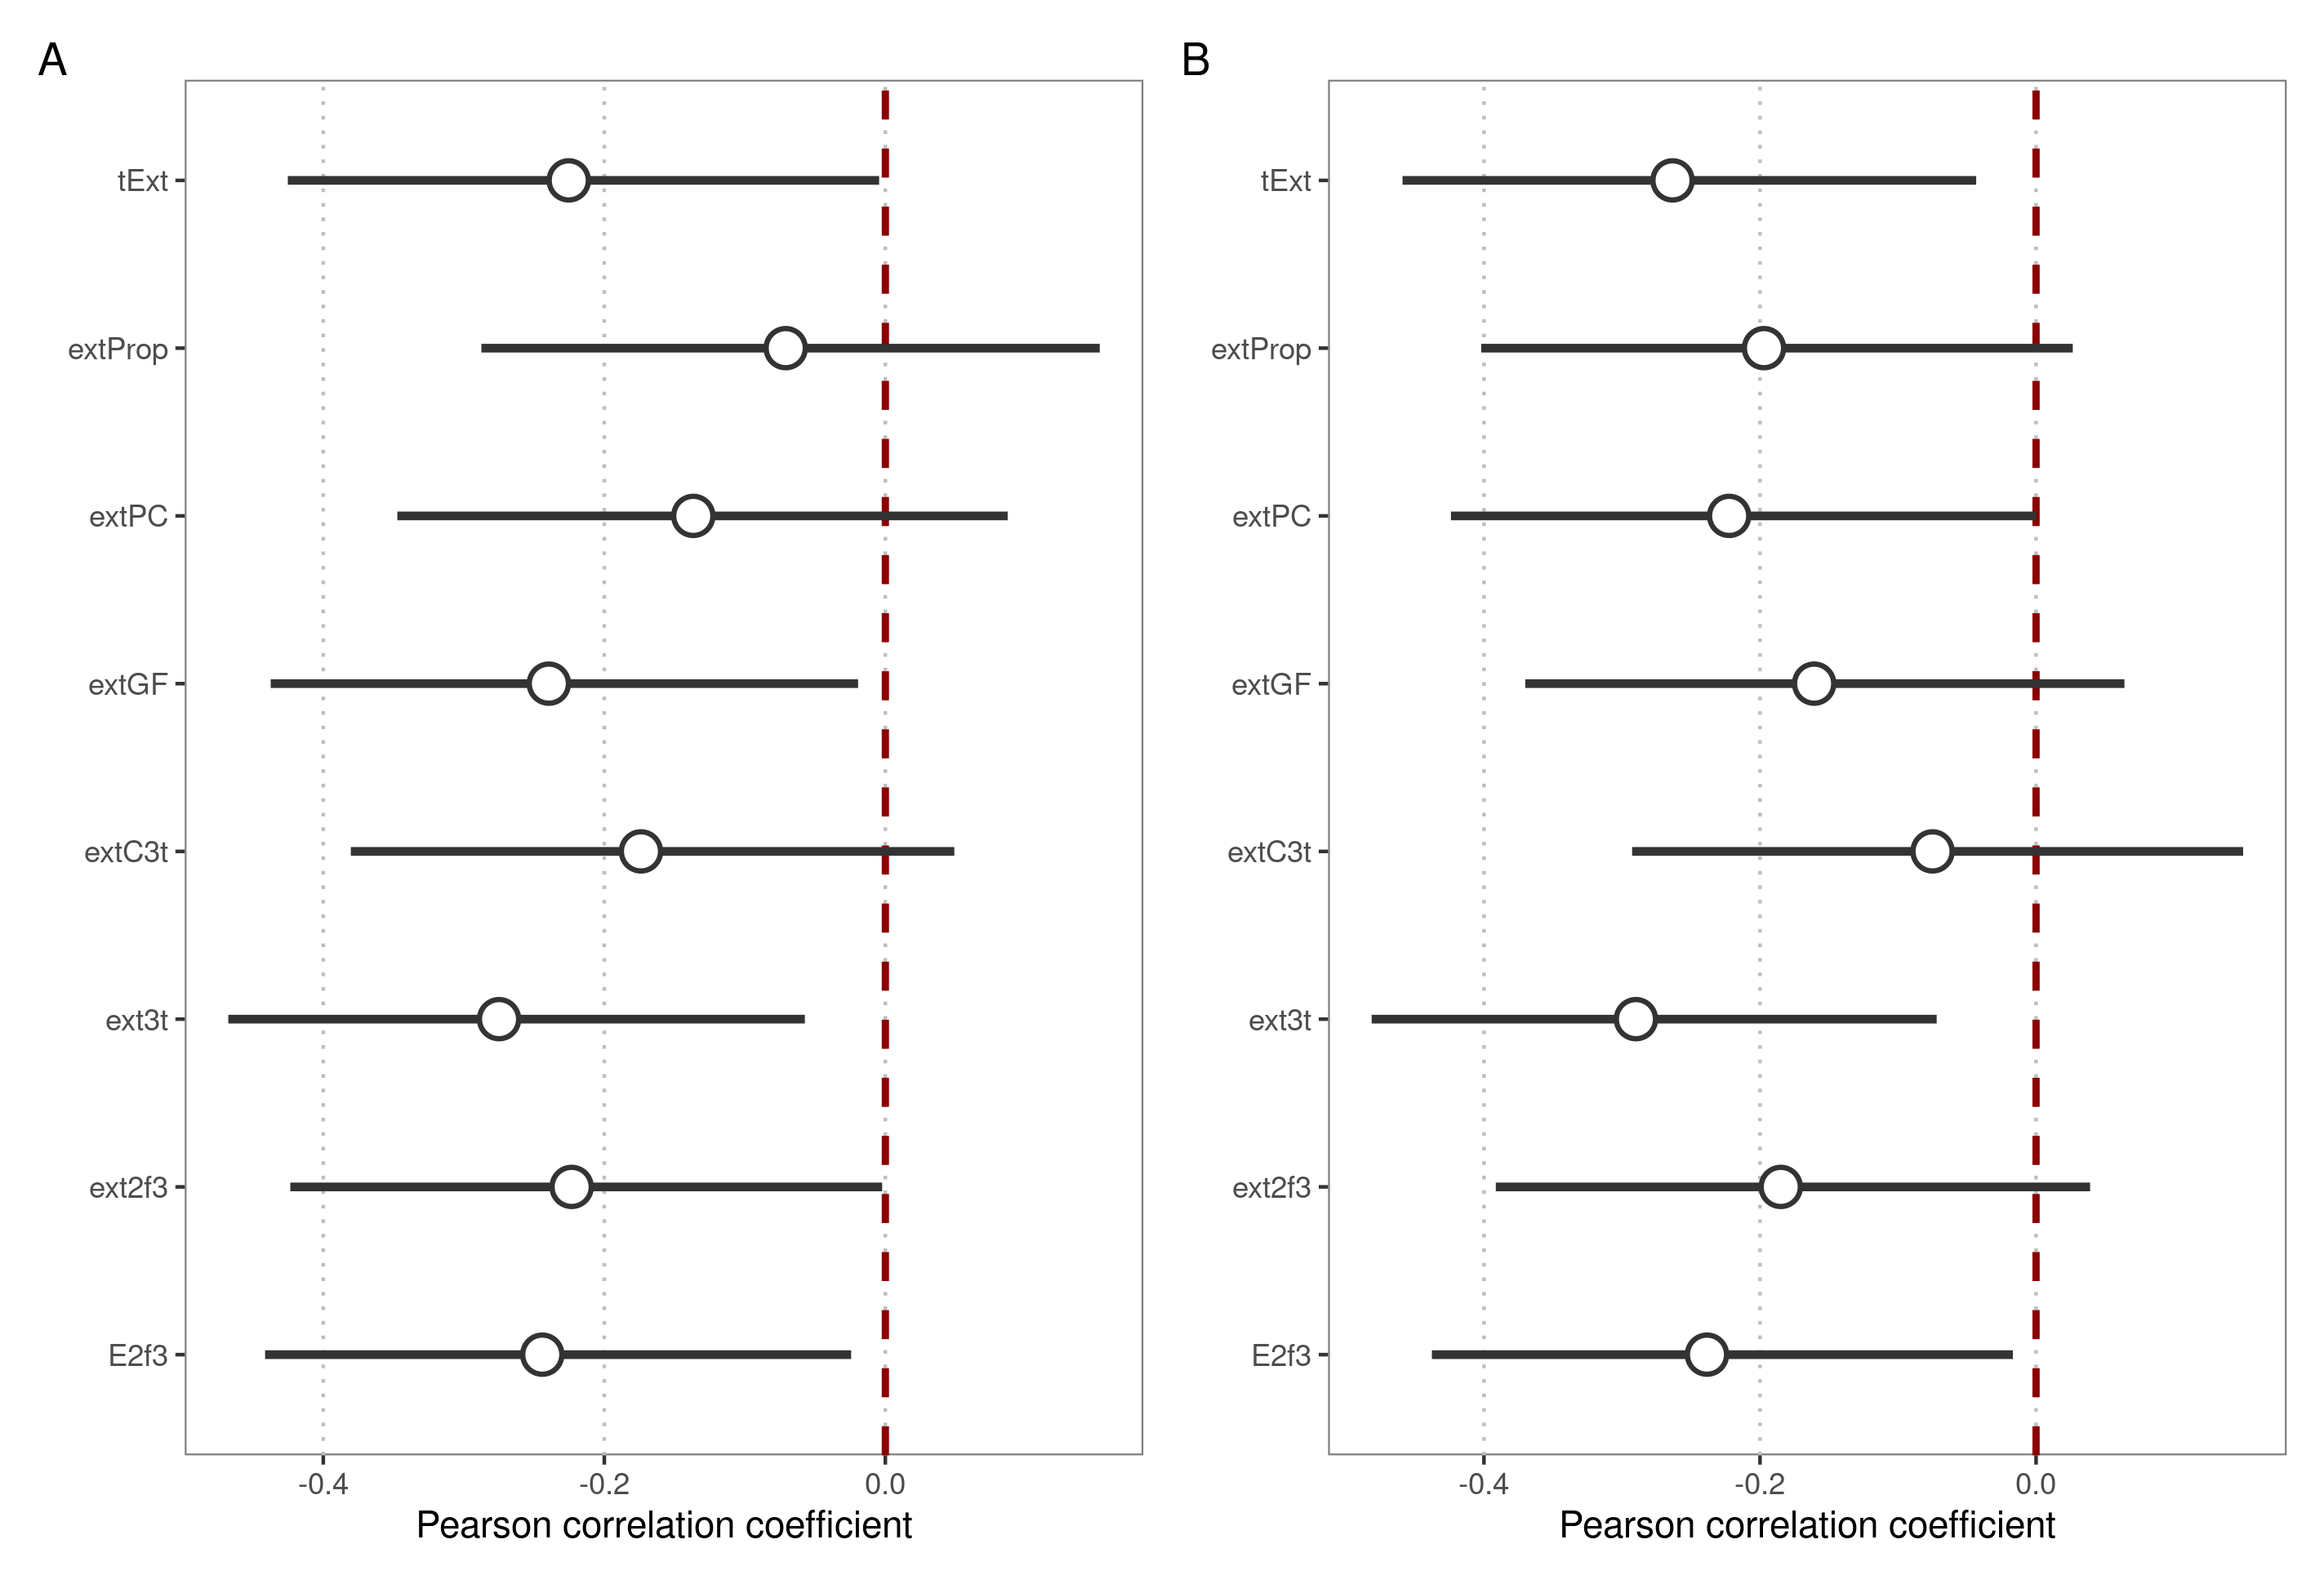 A
tExt
extProp
extPC
extGF
extC3t
ext3t
ext2f3
E2f3
-0.4 -0.2 0.0
Pearson correlation coefficient
B
tExt
extProp
extPC
extGF
extC3t
ext3t
ext2f3
E2f3
-0.4 -0.2 0.0
Pearson correlation coefficient